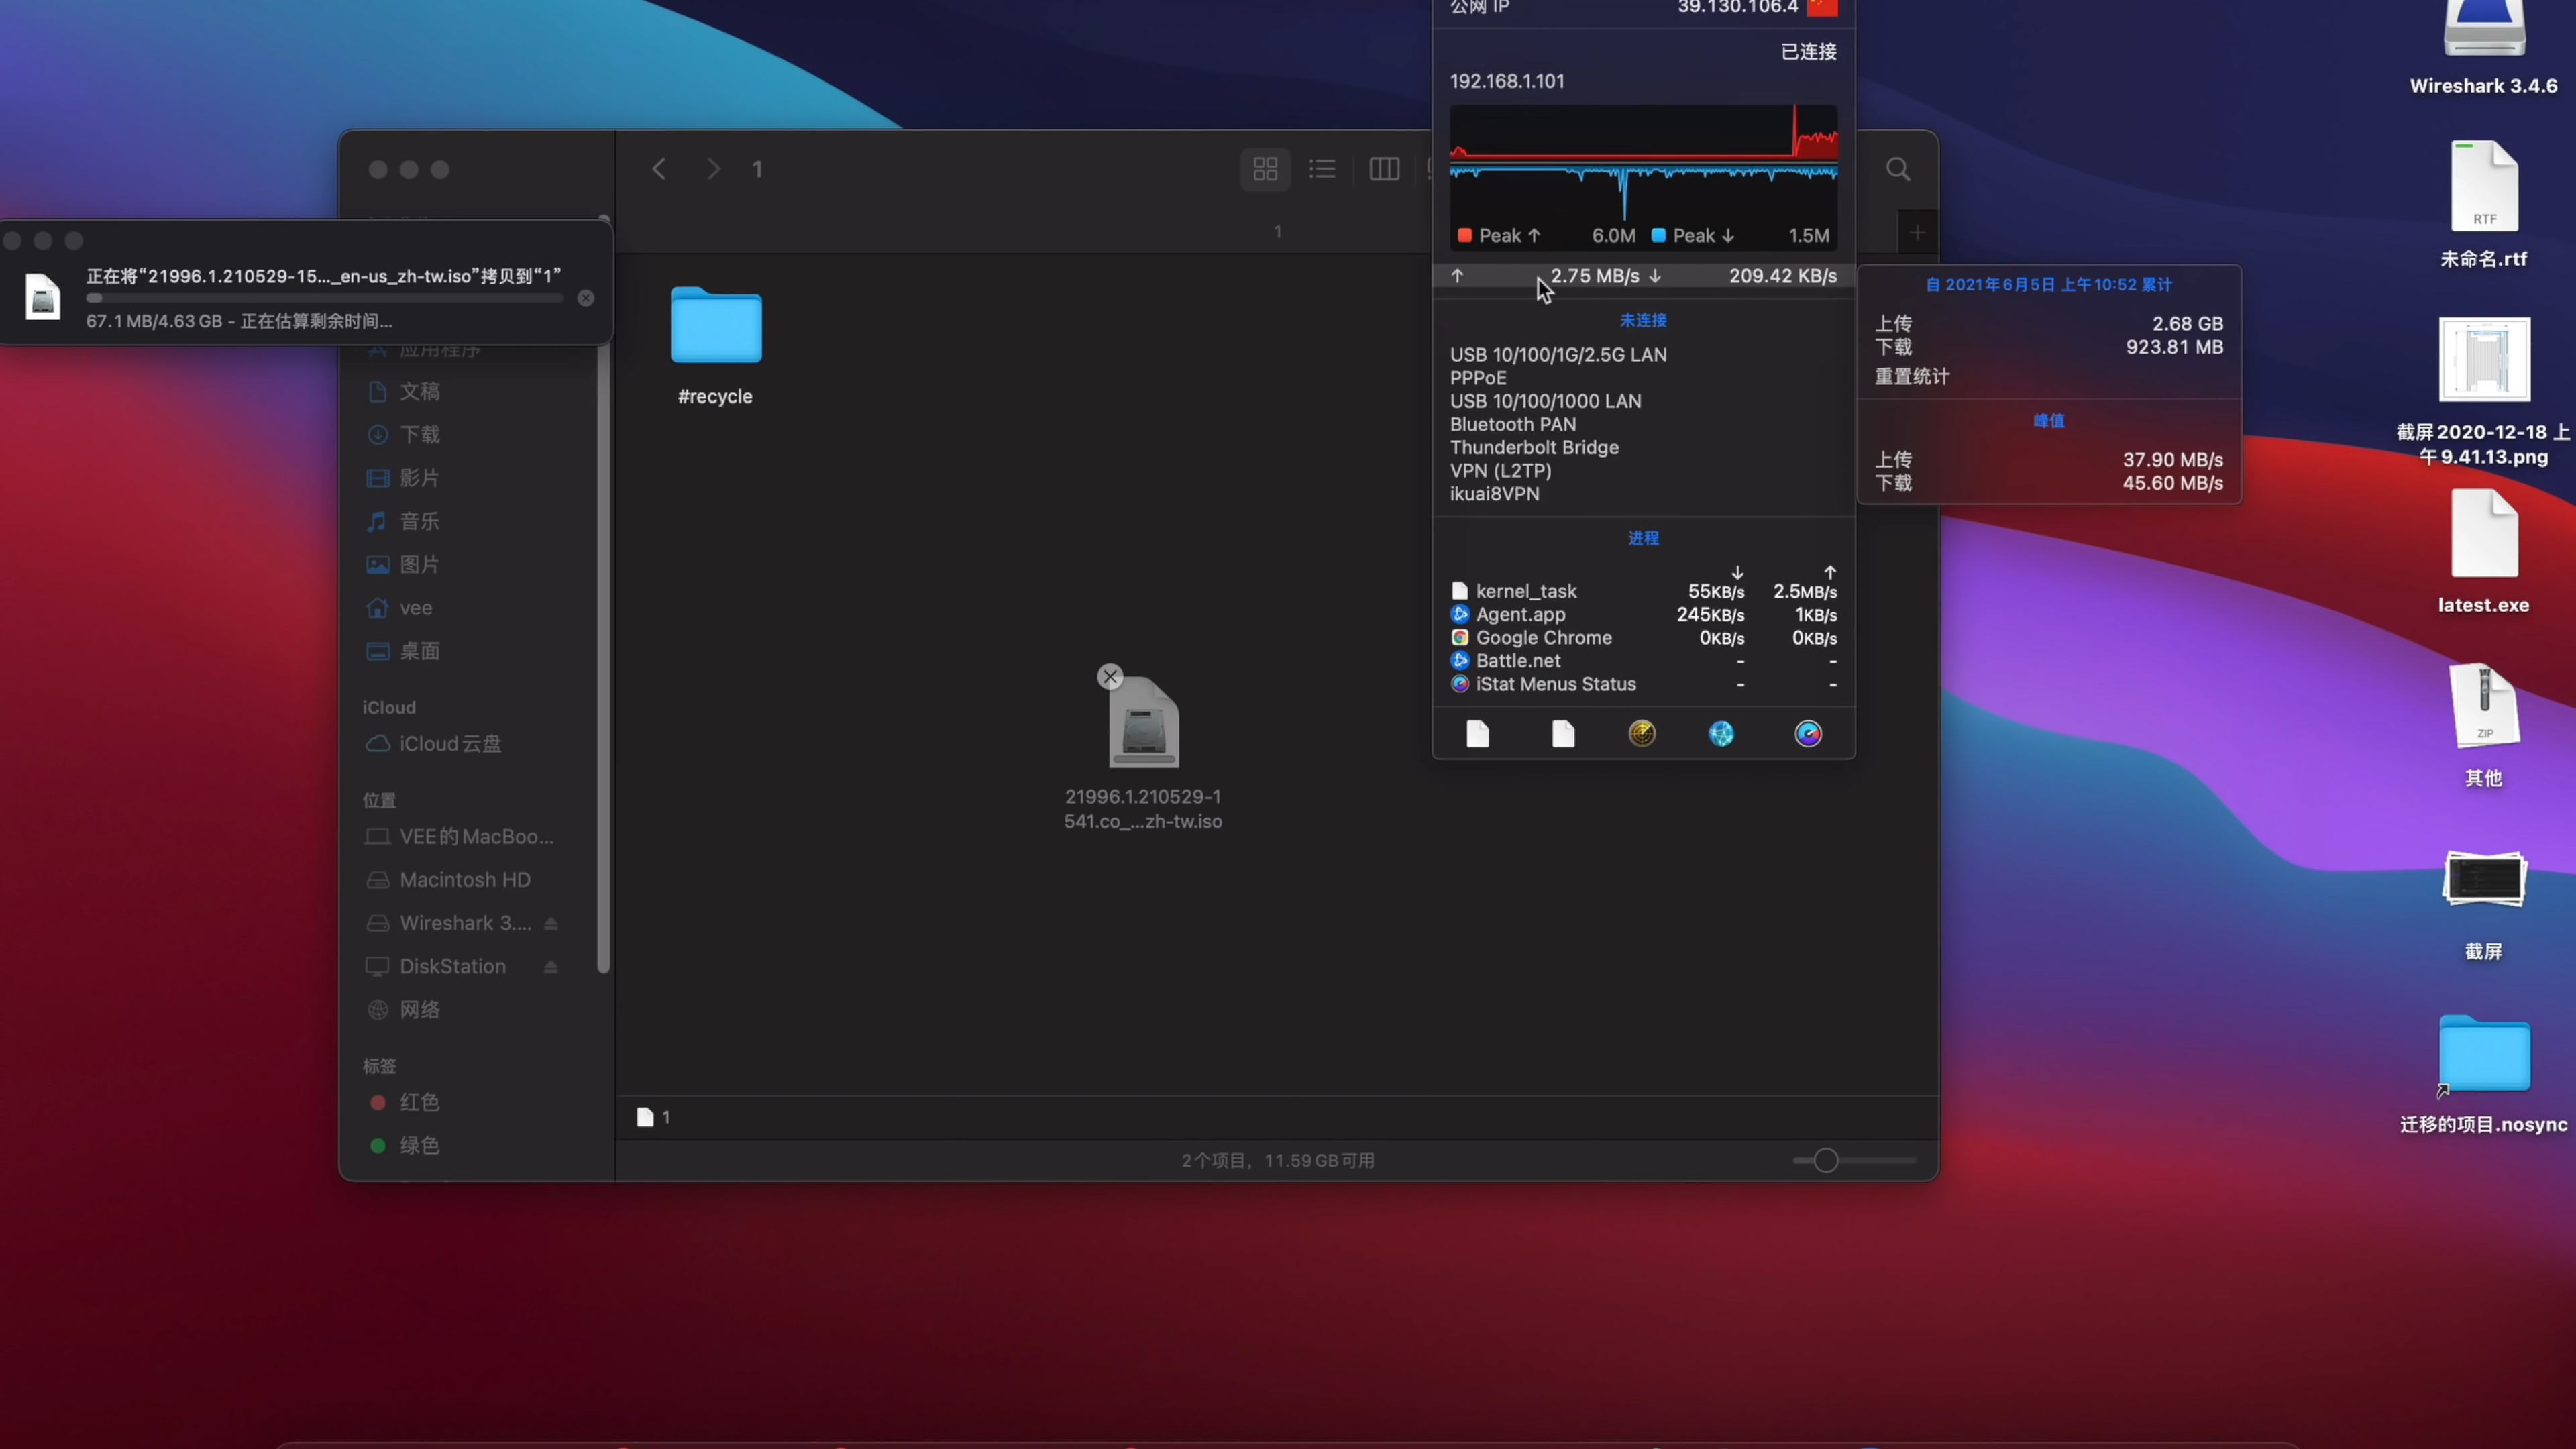 公网 IP 39.130.106.4
已连接
192.168.1.101
Peak ↑ 6.0M Peak ↓ 1.5M
↑ 2.75 MB/s ↓ 209.42 KB/s
未连接
USB 10/100/1G/2.5G LAN
PPPoE
USB 10/100/1000 LAN
Bluetooth PAN
Thunderbolt Bridge
VPN (L2TP)
ikuai8VPN
进程
↓ ↑
kernel_task 55KB/s 2.5MB/s
Agent.app 245KB/s 1KB/s
Google Chrome 0KB/s 0KB/s
Battle.net - -
iStat Menus Status - -
自 2021年6月5日 上午10:52 累计
上传 2.68 GB
下载 923.81 MB
重置统计
峰值
上传 37.90 MB/s
下载 45.60 MB/s
正在将“21996.1.210529-15..._en-us_zh-tw.iso”拷贝到“1”
67.1 MB/4.63 GB - 正在估算剩余时间...
1
1
应用程序
文稿
下载
影片
音乐
图片
vee
桌面
iCloud
iCloud云盘
位置
VEE的MacBoo...
Macintosh HD
Wireshark 3....
DiskStation
网络
标签
红色
绿色
#recycle
21996.1.210529-1
541.co_...zh-tw.iso
1
2个项目，11.59 GB可用
Wireshark 3.4.6
RTF
未命名.rtf
截屏2020-12-18 上
午9.41.13.png
latest.exe
ZIP
其他
截屏
迁移的项目.nosync